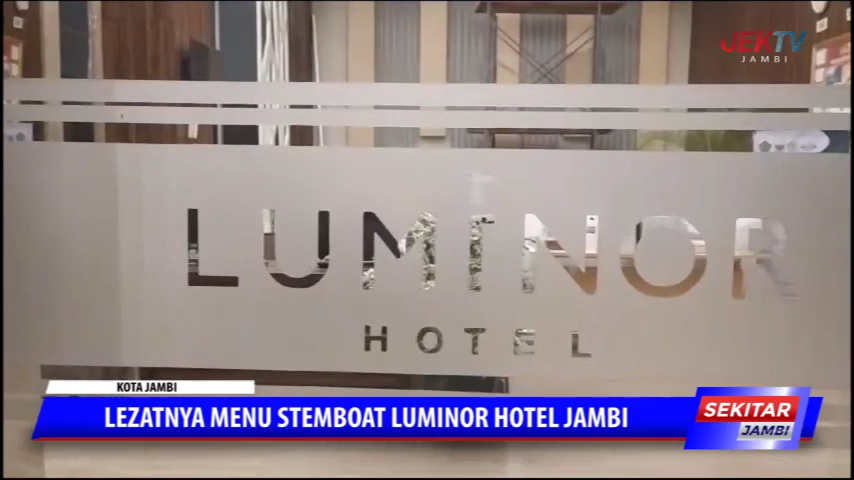 JEKTV
JAMBI
LUMINOR
HOTEL
KOTA JAMBI
LEZATNYA MENU STEMBOAT LUMINOR HOTEL JAMBI
SEKITAR
JAMBI